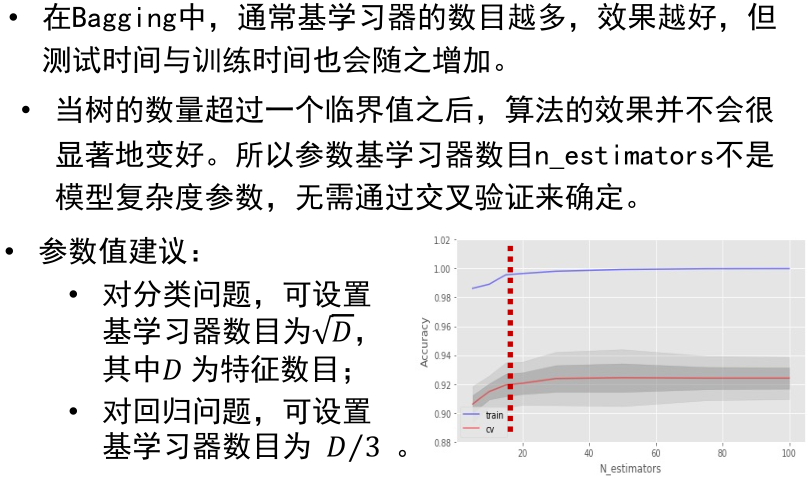 • 在Bagging中，通常基学习器的数目越多，效果越好，但
测试时间与训练时间也会随之增加。
• 当树的数量超过一个临界值之后，算法的效果并不会很
显著地变好。所以参数基学习器数目n_estimators不是
模型复杂度参数，无需通过交叉验证来确定。
• 参数值建议：
• 对分类问题，可设置
基学习器数目为√D，
其中D 为特征数目；
• 对回归问题，可设置
基学习器数目为 D/3 。
1.02
1.00
0.98
0.96
0.94
0.92
0.90
0.88
Accuracy
train
cv
20 40 60 80 100
N_estimators